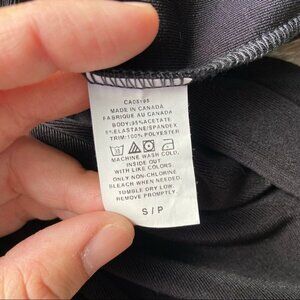 CA05195
MADE IN CANADA
FABRIQUE AU CANADA
BODY:95%ACETATE
5%ELASTANE/SPANDEX
TRIM:100% POLYESTER
MACHINE WASH COLD,
INSIDE OUT
WITH LIKE COLORS.
ONLY NON-CHLORINE
BLEACH WHEN NEEDED.
TUMBLE DRY LOW.
REMOVE PROMPTLY.
S / P